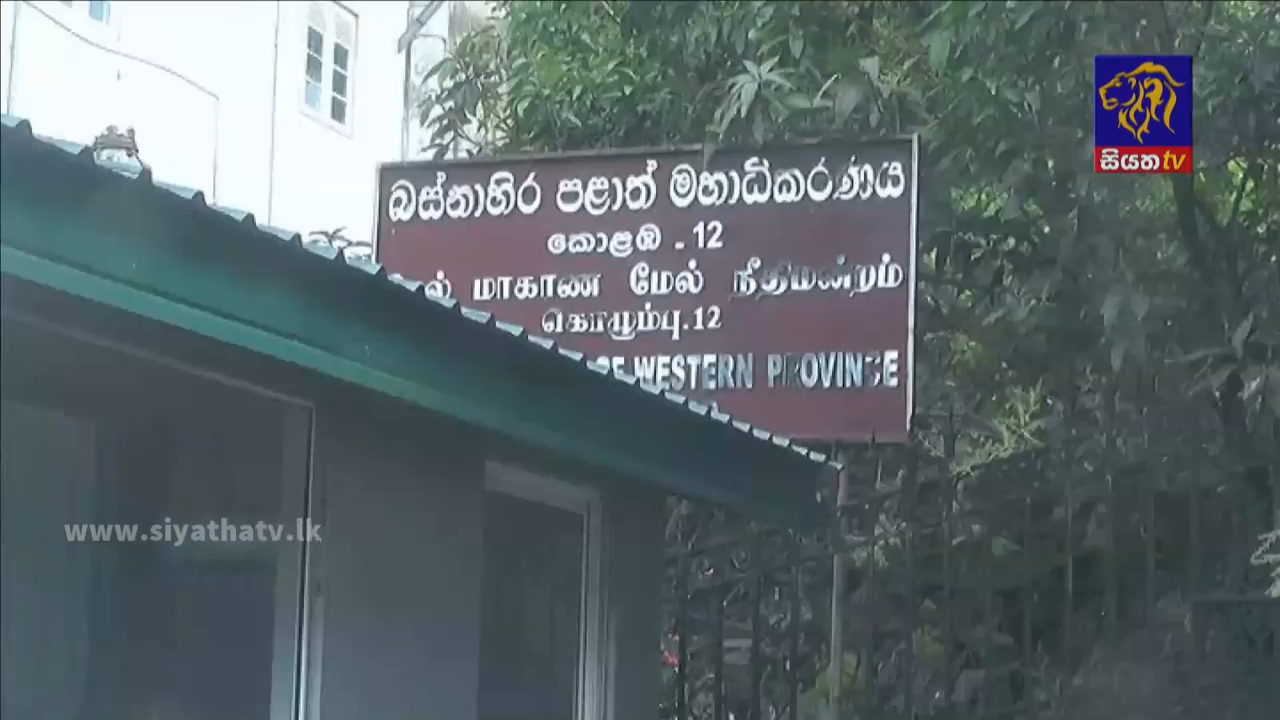 බස්නාහිර පළාත් මහාධිකරණය
කොළඹ - 12
மாகாண மேல் நீதிமன்றம்
கொழும்பு.12
WESTERN PROVINCE
සියත tv
www.siyathatv.lk